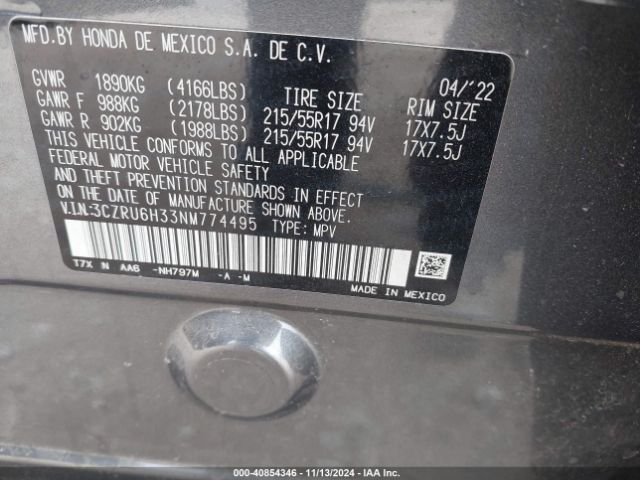 MFD.BY HONDA DE MEXICO S.A. DE C.V.
04/'22
GVWR 1890KG (4166LBS) TIRE SIZE RIM SIZE
GAWR F 988KG (2178LBS) 215/55R17 94V 17X7.5J
GAWR R 902KG (1988LBS) 215/55R17 94V 17X7.5J
THIS VEHICLE CONFORMS TO ALL APPLICABLE
FEDERAL MOTOR VEHICLE SAFETY
AND THEFT PREVENTION STANDARDS IN EFFECT
ON THE DATE OF MANUFACTURE SHOWN ABOVE.
V.I.N:3CZRU6H33NM774495 TYPE: MPV
T7X N AA6 -NH797M -A -M
MADE IN MEXICO
000-40854346 - 11/13/2024 - IAA Inc.